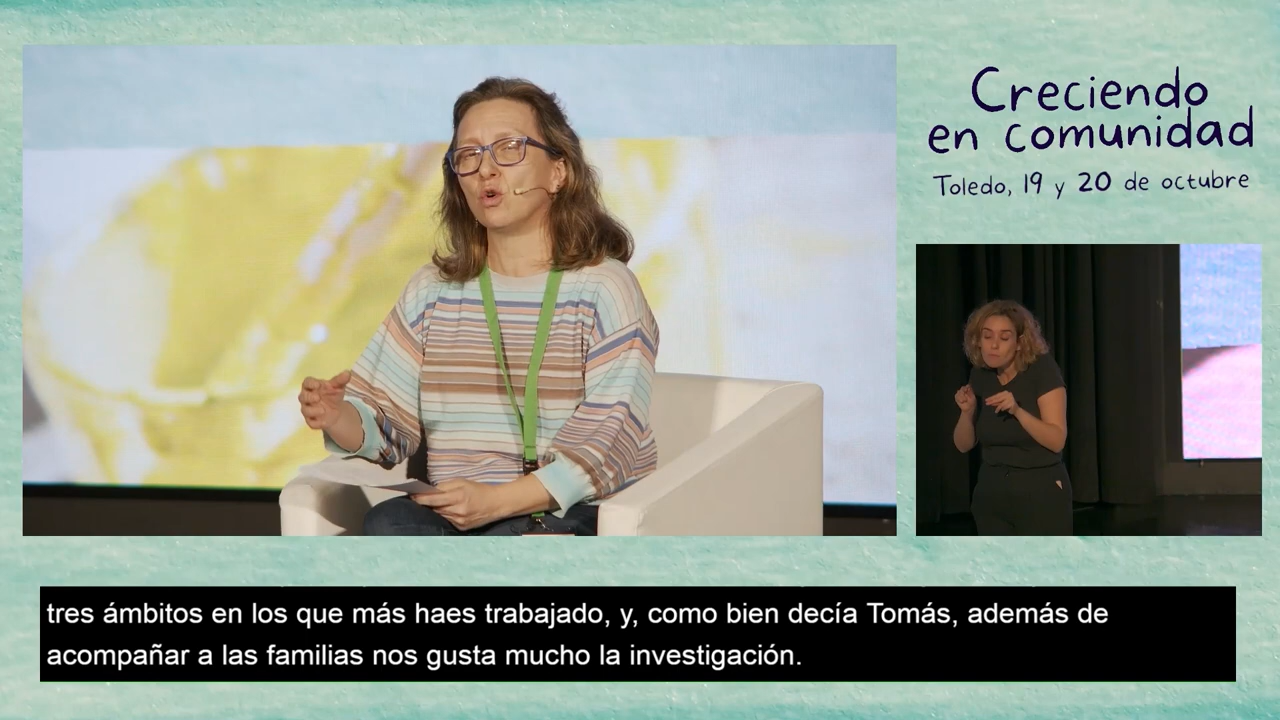 Creciendo
en comunidad
Toledo, 19 y 20 de octubre
tres ámbitos en los que más haes trabajado, y, como bien decía Tomás, además de
acompañar a las familias nos gusta mucho la investigación.